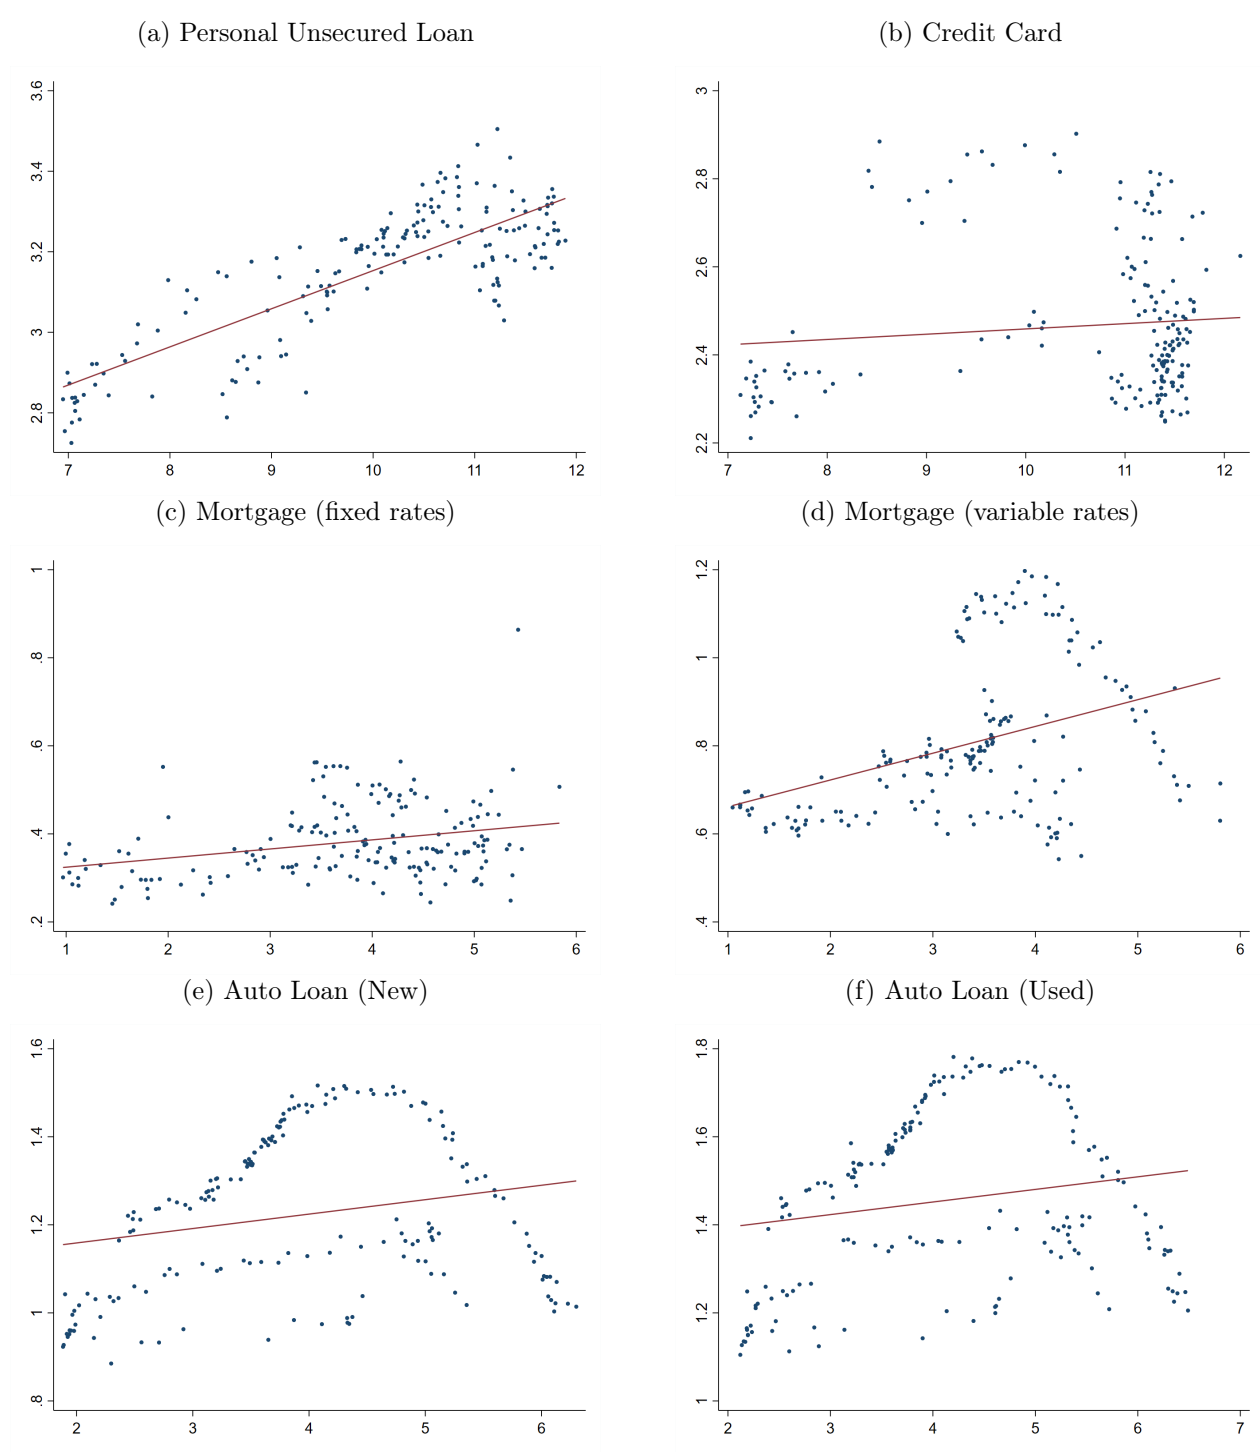 (a) Personal Unsecured Loan
3.6
3.4
3.2
3
2.8
7 8 9 10 11 12
(b) Credit Card
3
2.8
2.6
2.4
2.2
7 8 9 10 11 12
(c) Mortgage (fixed rates)
1
.8
.6
.4
.2
1 2 3 4 5 6
(d) Mortgage (variable rates)
1.2
1
.8
.6
.4
1 2 3 4 5 6
(e) Auto Loan (New)
1.6
1.4
1.2
1
.8
2 3 4 5 6
(f) Auto Loan (Used)
1.8
1.6
1.4
1.2
1
2 3 4 5 6 7